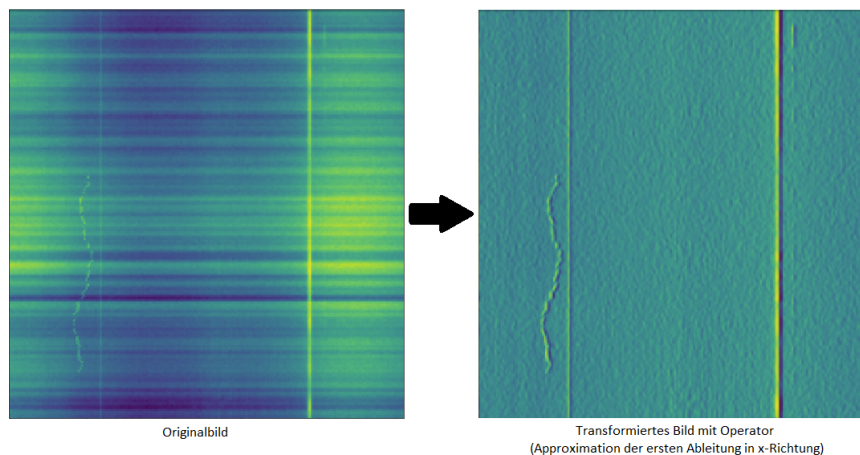 Originalbild
Transformiertes Bild mit Operator
(Approximation der ersten Ableitung in x-Richtung)